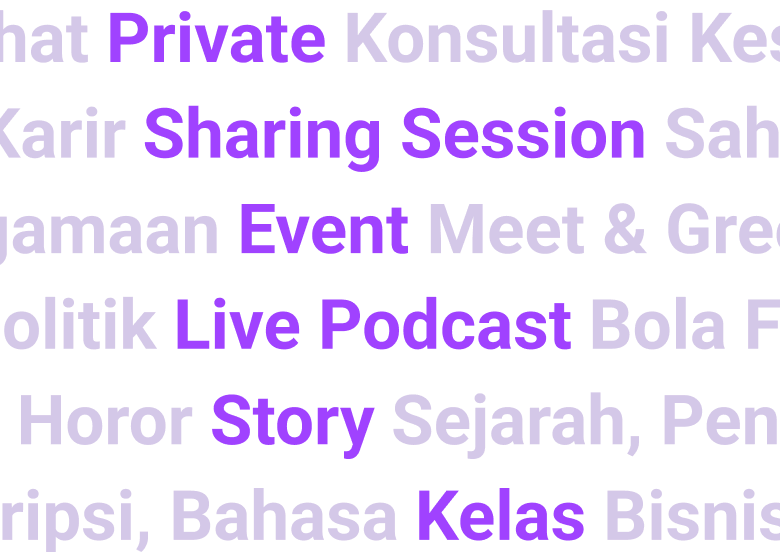 hat Private Konsultasi Kes
Karir Sharing Session Sah
gamaan Event Meet & Gree
olitik Live Podcast Bola F
Horor Story Sejarah, Pen
ripsi, Bahasa Kelas Bisnis